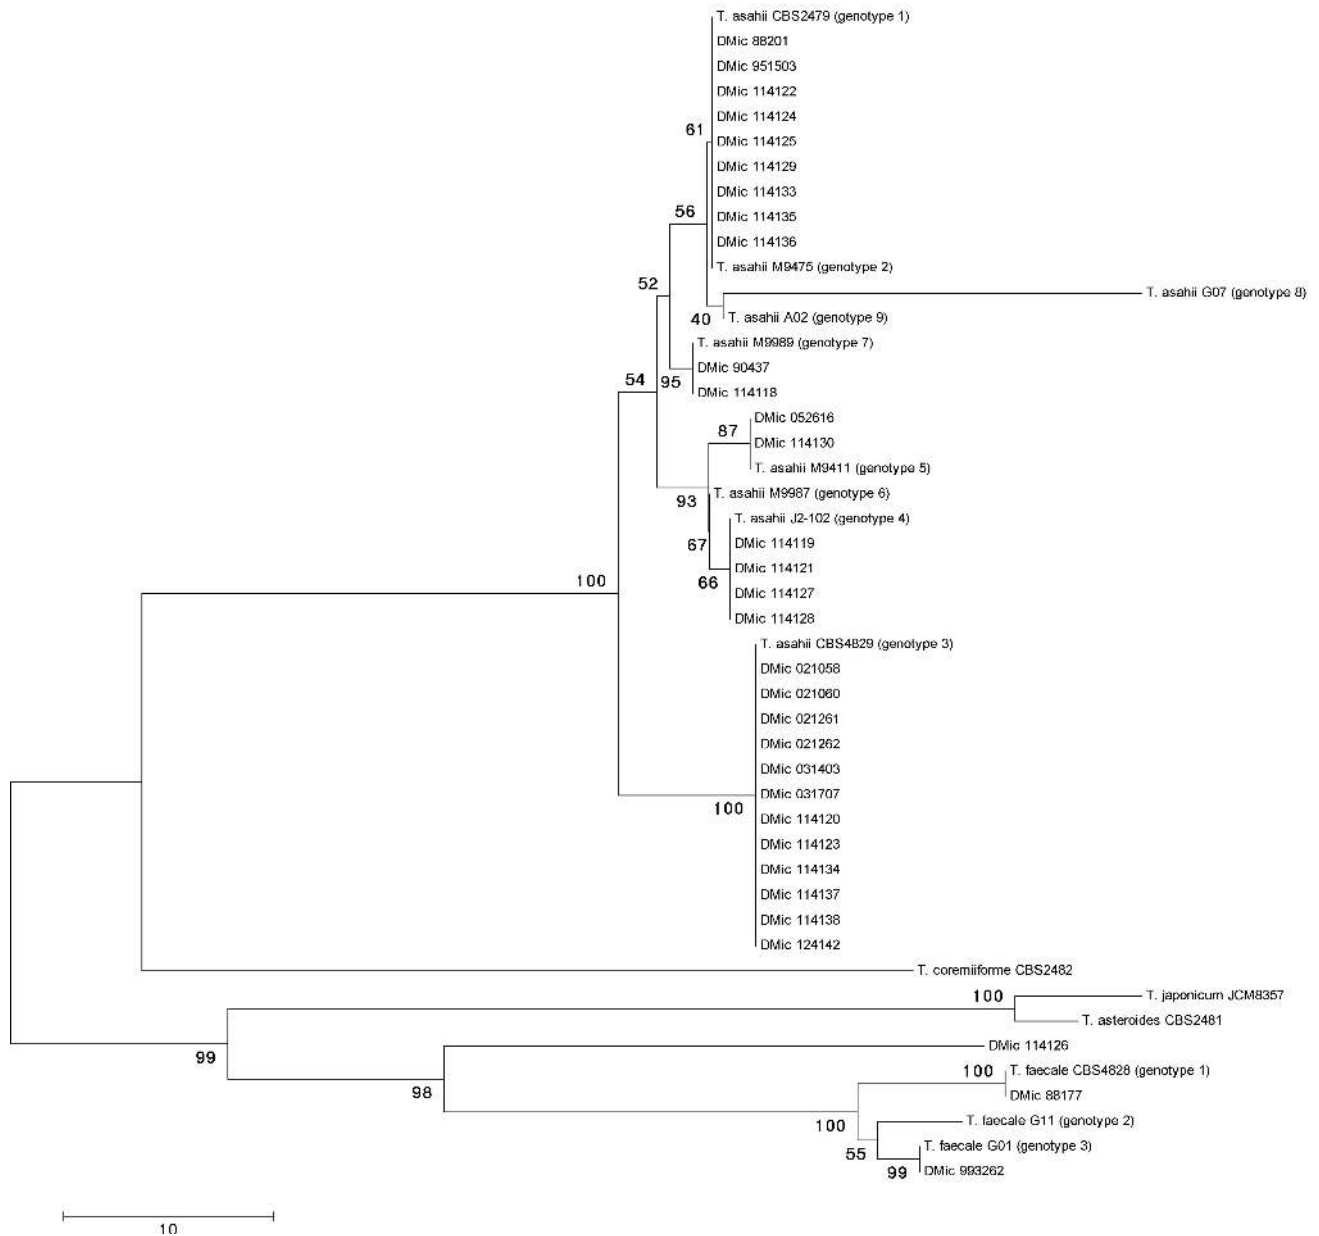 T. asahii CBS2479 (genotype 1)
DMic 88201
DMic 951503
DMic 114122
DMic 114124
61
DMic 114125
DMic 114129
DMic 114133
56
DMic 114135
DMic 114136
T. asahii M9475 (genotype 2)
52
T. asahii G07 (genotype 8)
40
T. asahii A02 (genotype 9)
T. asahii M9989 (genotype 7)
DMic 90437
54
95
DMic 114118
DMic 052616
87
DMic 114130
T. asahii M9411 (genotype 5)
93
T. asahii M9987 (genotype 6)
T. asahii J2-102 (genotype 4)
67
DMic 114119
DMic 114121
100
66
DMic 114127
DMic 114128
T. asahii CBS4829 (genotype 3)
DMic 021058
DMic 021060
DMic 021261
DMic 021262
DMic 031403
DMic 031707
100
DMic 114120
DMic 114123
DMic 114134
DMic 114137
DMic 114138
DMic 124142
T. coremiiforme CBS2482
100
T. japonicum JCM8357
T. asteroides CBS2481
99
DMic 114126
100
T. faecale CBS4828 (genotype 1)
98
DMic 88177
100
T. faecale G11 (genotype 2)
55
T. faecale G01 (genotype 3)
99
DMic 993262
10